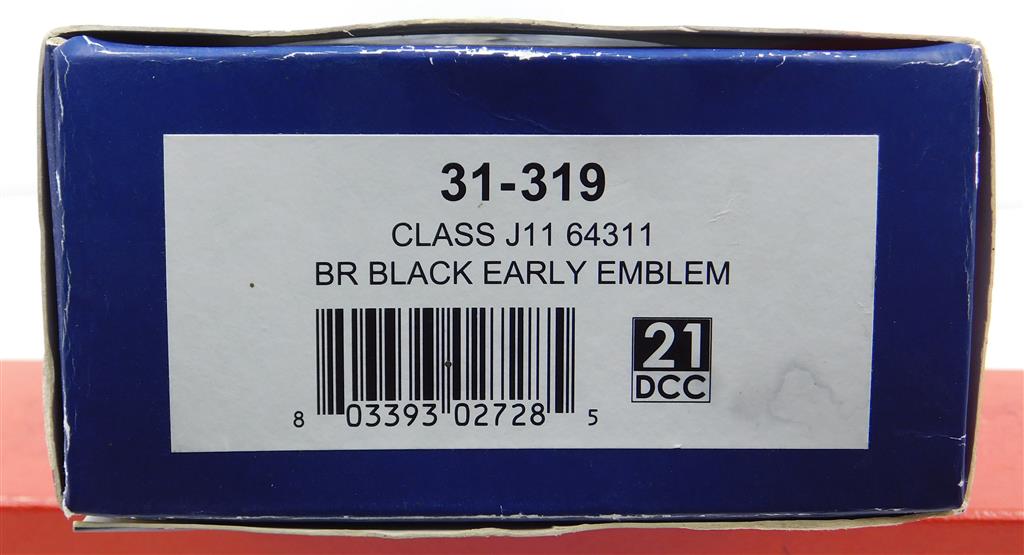 31-319
CLASS J11 64311
BR BLACK EARLY EMBLEM
8 03393 02728 5
21
DCC